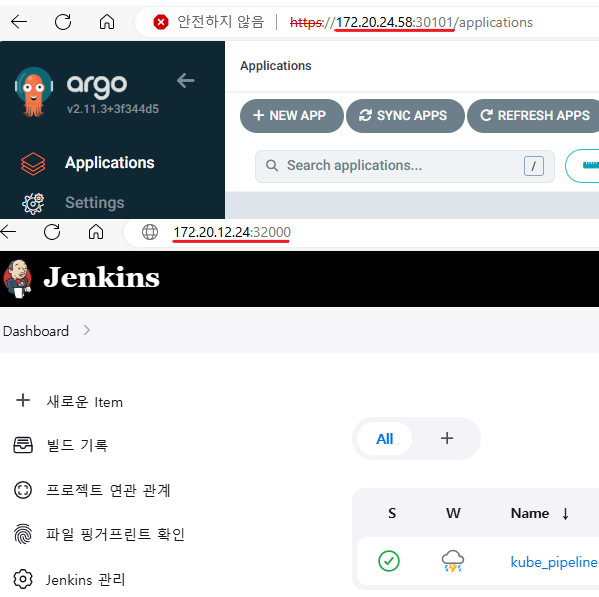 안전하지 않음 https://172.20.24.58:30101/applications
argo
v2.11.3+3f344d5
Applications
NEW APP SYNC APPS REFRESH APPS
Applications
Search applications... /
Settings
172.20.12.24:32000
Jenkins
Dashboard
새로운 Item
빌드 기록
All +
프로젝트 연관 관계
S W Name ↓
파일 핑거프린트 확인
kube_pipeline
Jenkins 관리